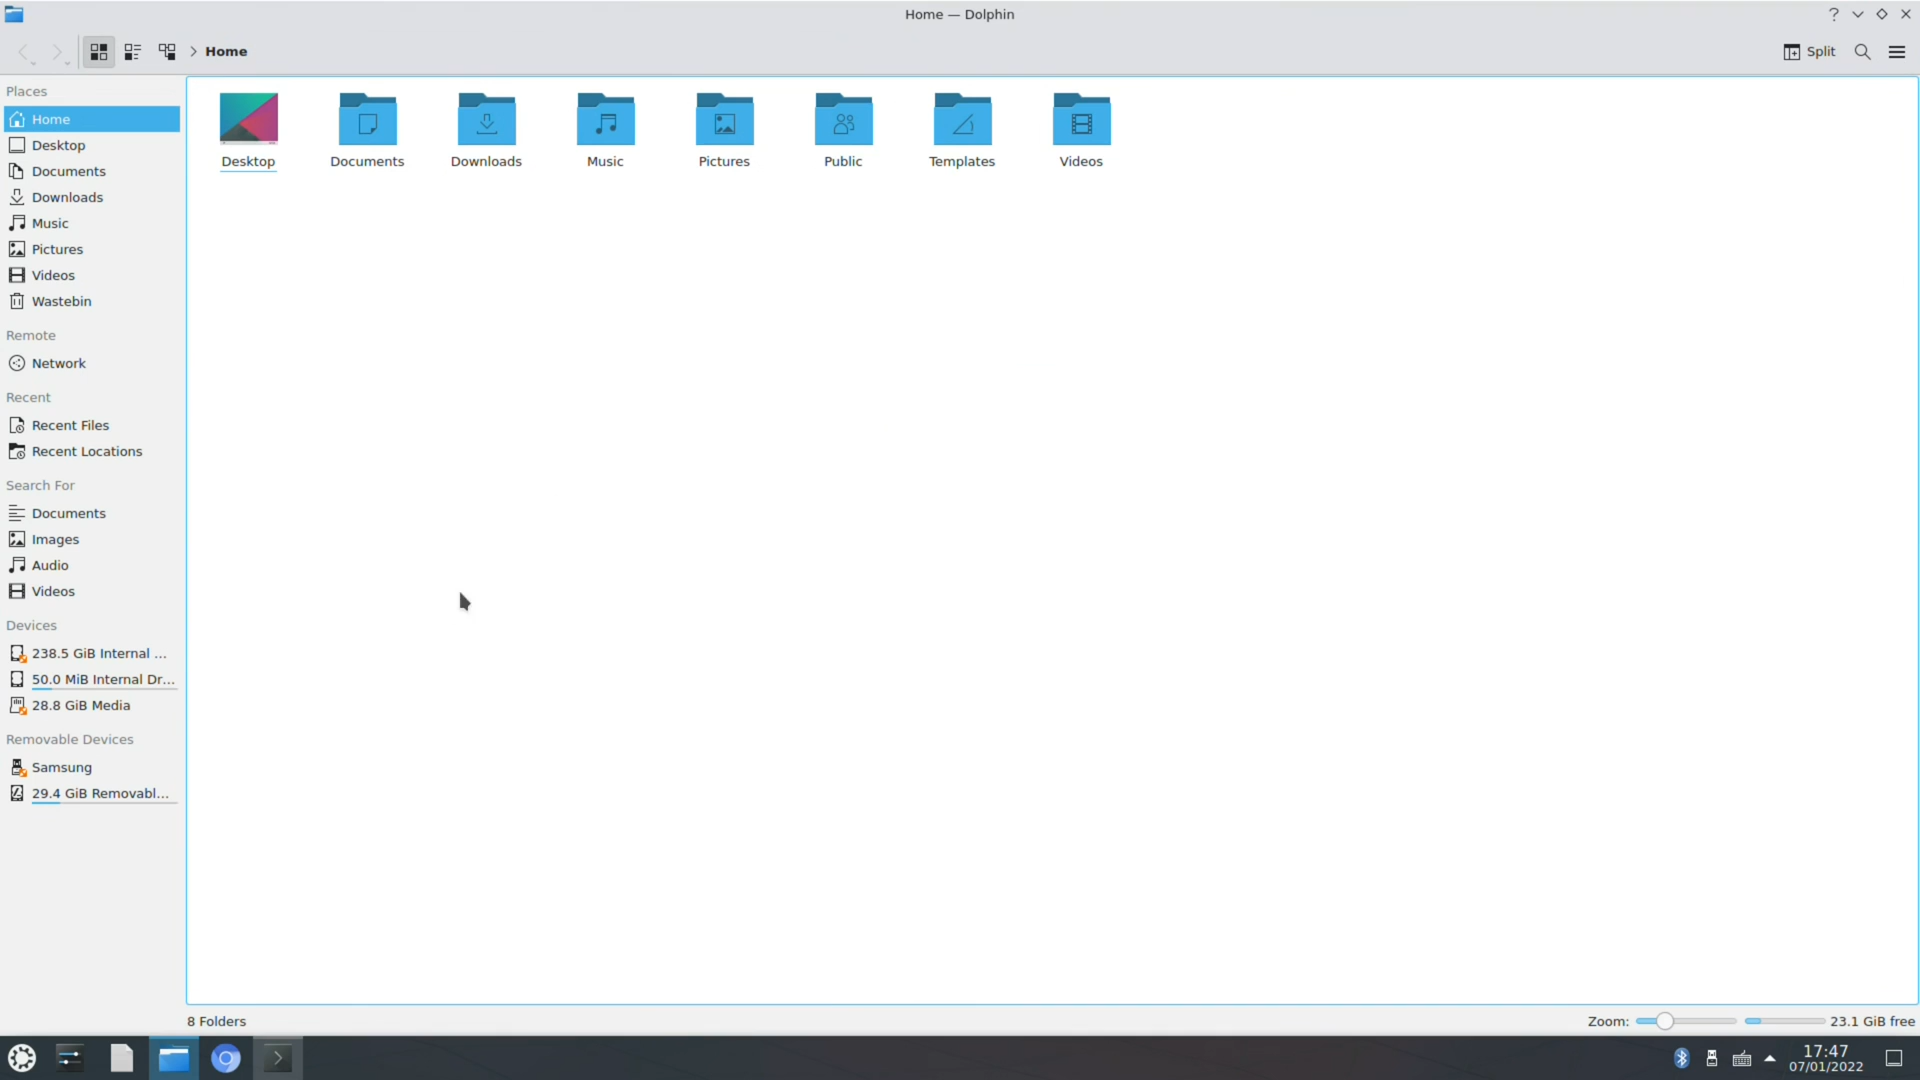 Home — Dolphin
Home
Split
Places
Home
Desktop
Documents
Downloads
Music
Pictures
Videos
Wastebin
Remote
Network
Recent
Recent Files
Recent Locations
Search For
Documents
Images
Audio
Videos
Devices
238.5 GiB Internal ...
50.0 MiB Internal Dr...
28.8 GiB Media
Removable Devices
Samsung
29.4 GiB Removabl...
Desktop
Documents
Downloads
Music
Pictures
Public
Templates
Videos
8 Folders
Zoom:
23.1 GiB free
17:47
07/01/2022